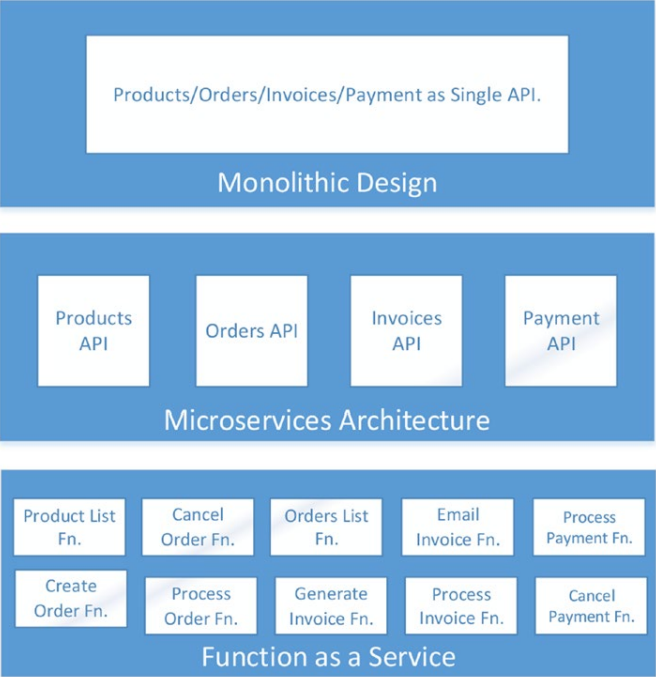 Products/Orders/Invoices/Payment as Single API.
Monolithic Design
Products
API
Orders API
Invoices
API
Payment
API
Microservices Architecture
Product List
Fn.
Cancel
Order Fn.
Orders List
Fn.
Email
Invoice Fn.
Process
Payment Fn.
Create
Order Fn.
Process
Order Fn.
Generate
Invoice Fn.
Process
Invoice Fn.
Cancel
Payment Fn.
Function as a Service